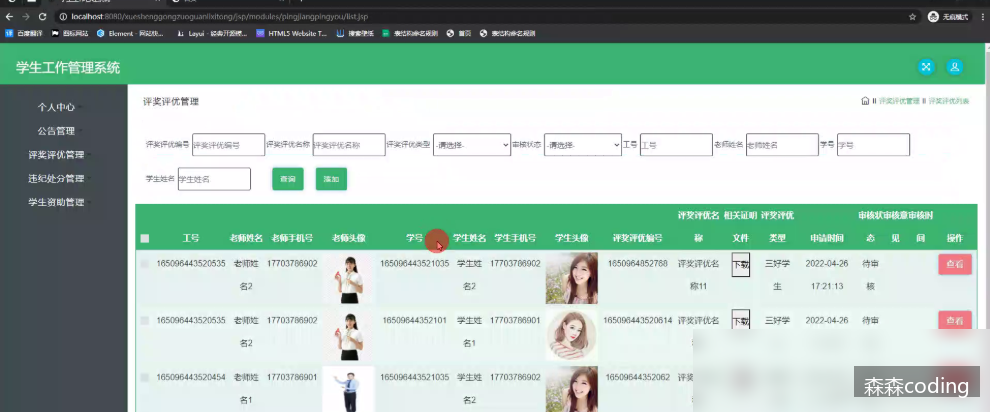 localhost:8080/xueshenggongzuoguanlixitong/jsp/modules/pingjiangpingyou/list.jsp
无痕模式
百度翻译 图标网站 Element - 网站快... Layui - 经典开源模... HTML5 Website T... 搜索壁纸 表结构命名规则 首页 表结构命名规则
学生工作管理系统
个人中心
公告管理
评奖评优管理
违纪处分管理
学生资助管理
评奖评优管理
评奖评优管理 评奖评优列表
评奖评优编号 评奖评优编号 评奖评优名称 评奖评优名称 评奖评优类型 -请选择- 审核状态 -请选择- 工号 工号 老师姓名 老师姓名 学号 学号
学生姓名 学生姓名 查询 添加
评奖评优名 相关证明 评奖评优 审核状审核意审核时
工号 老师姓名 老师手机号 老师头像 学号 学生姓名 学生手机号 学生头像 评奖评优编号 称 文件 类型 申请时间 态 见 间 操作
165096443520535 老师姓 17703786902 165096443521035 学生姓 17703786902 1650964852768 评奖评优名 下载 三好学 2022-04-26 待审 查看
名2 名2 称11 生 17:21:13 核
165096443520535 老师姓 17703786902 16509644352101 学生姓 17703786901 165096443520614 评奖评优名 下载 三好学 2022-04-26 待审 查看
名2 名1
165096443520454 老师姓 17703786901 165096443521035 学生姓 17703786902 16509644352062
名1 名2
森森coding